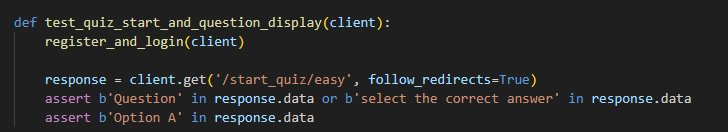 def test_quiz_start_and_question_display(client):
    register_and_login(client)

    response = client.get('/start_quiz/easy', follow_redirects=True)
    assert b'Question' in response.data or b'select the correct answer' in response.data
    assert b'Option A' in response.data